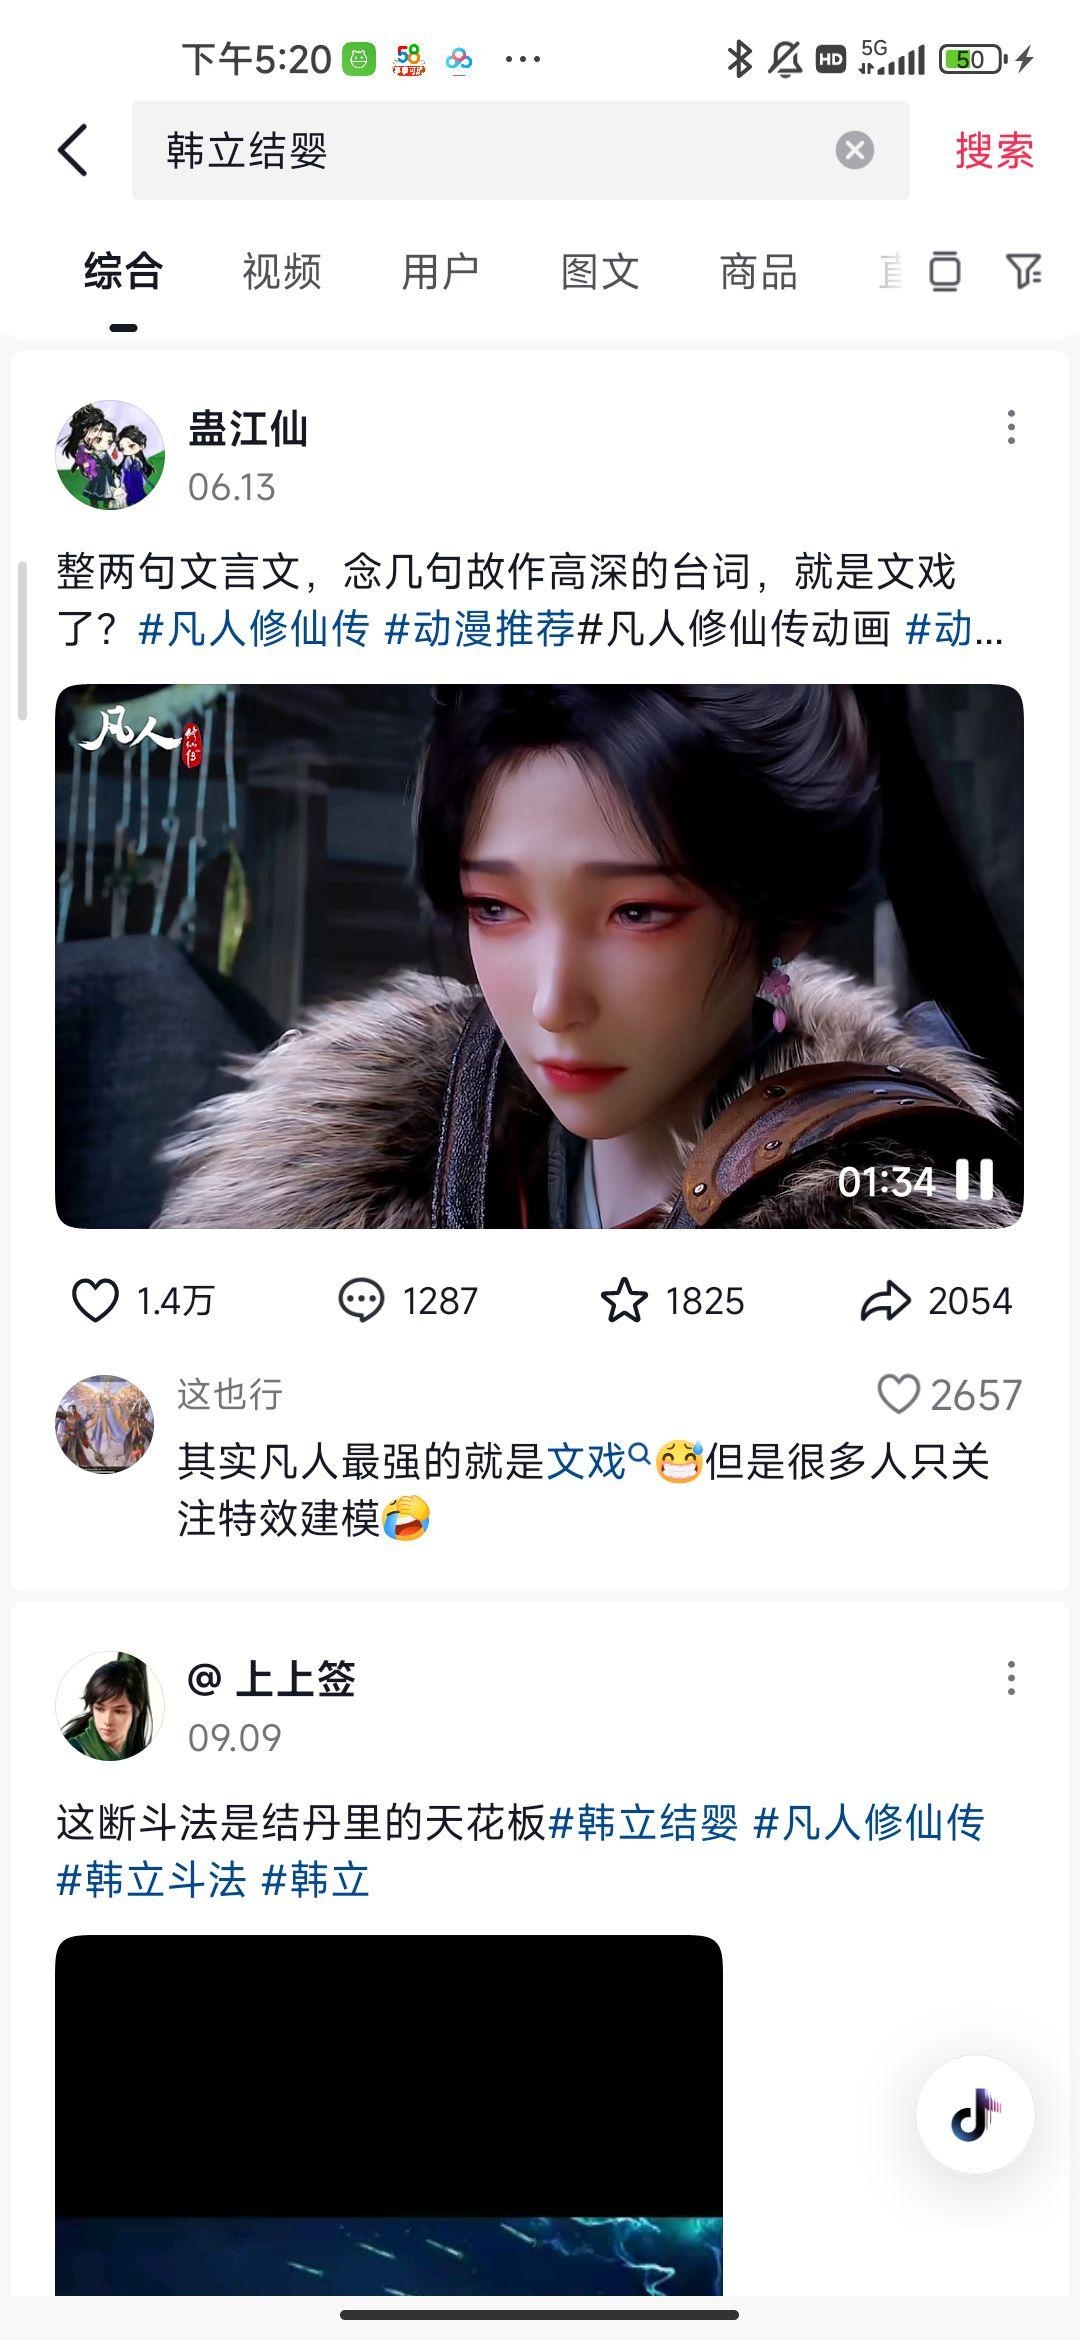 下午5:20
58
HD
5G
50
韩立结婴
搜索
综合
视频
用户
图文
商品
蛊江仙
06.13
整两句文言文，念几句故作高深的台词，就是文戏
了？#凡人修仙传 #动漫推荐#凡人修仙传动画 #动...
凡人
修仙传
01:34
1.4万
1287
1825
2054
这也行
2657
其实凡人最强的就是文戏😅但是很多人只关
注特效建模🤣
@ 上上签
09.09
这断斗法是结丹里的天花板#韩立结婴 #凡人修仙传
#韩立斗法 #韩立